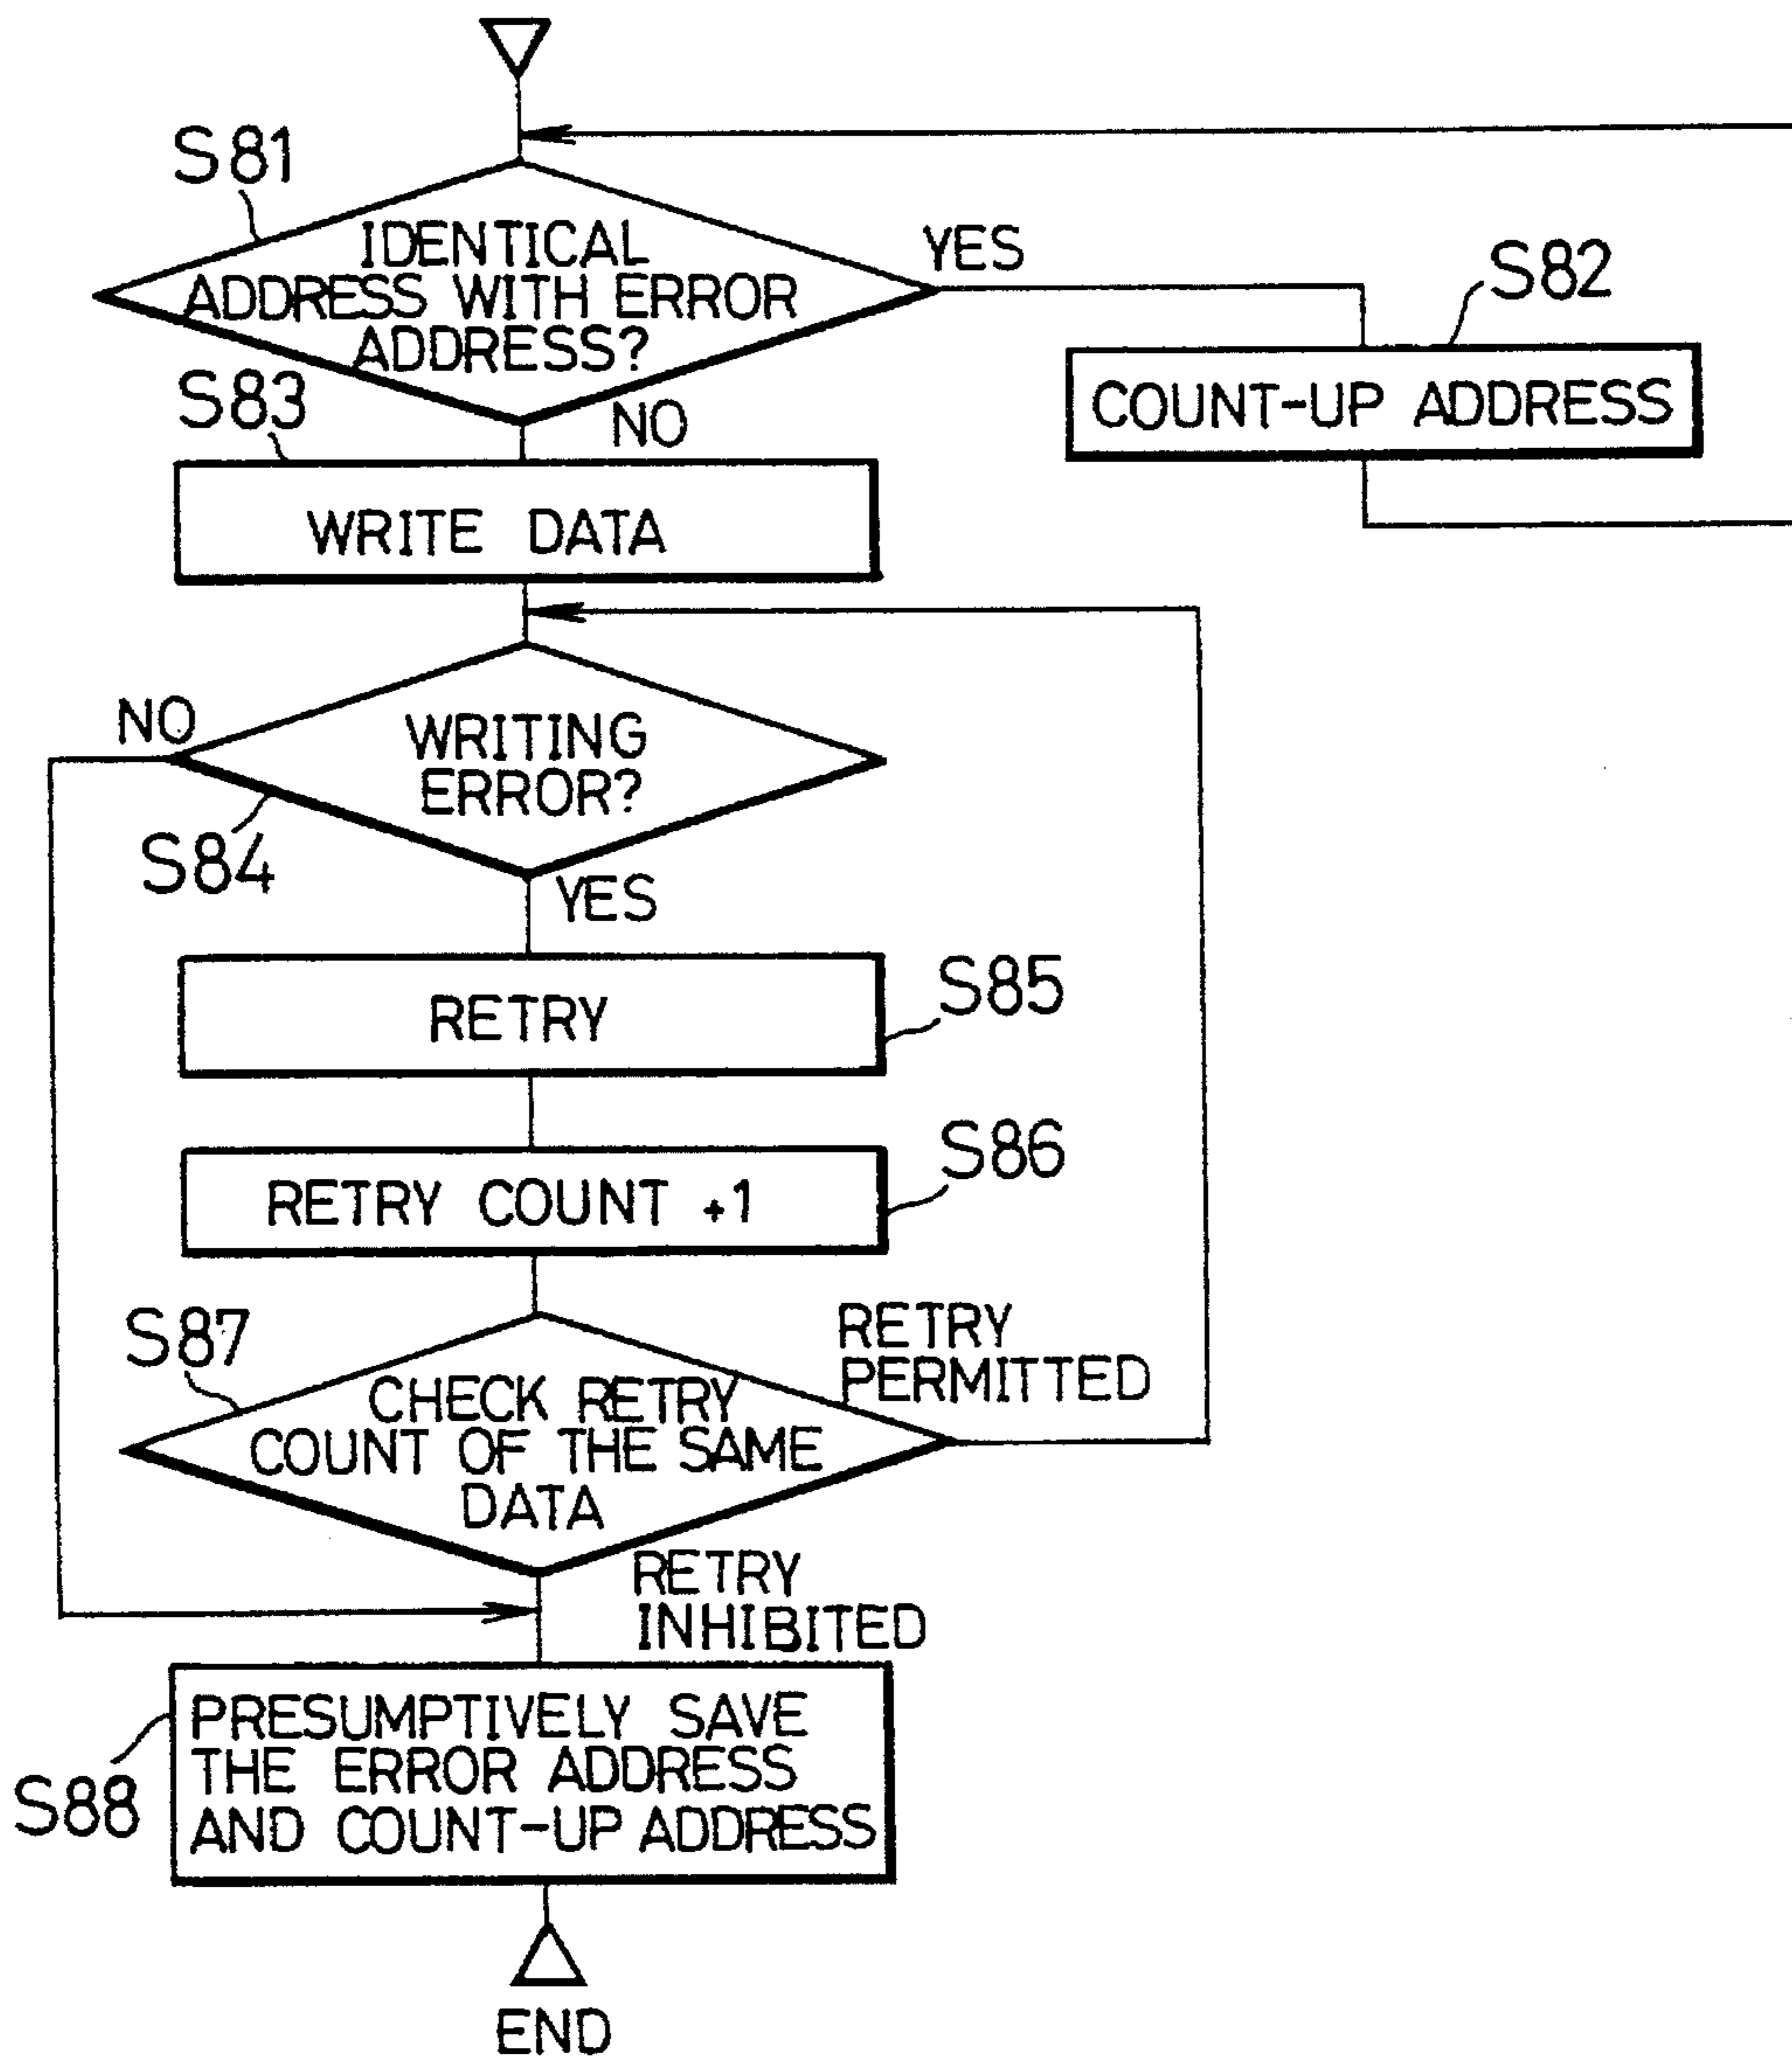 S81
IDENTICAL
ADDRESS WITH ERROR
ADDRESS?
YES
S82
COUNT-UP ADDRESS
NO
S83
WRITE DATA
NO
WRITING
ERROR?
S84
YES
RETRY
S85
RETRY COUNT +1
S86
S87
CHECK RETRY
COUNT OF THE SAME
DATA
RETRY
PERMITTED
RETRY
INHIBITED
PRESUMPTIVELY SAVE
THE ERROR ADDRESS
AND COUNT-UP ADDRESS
S88
END